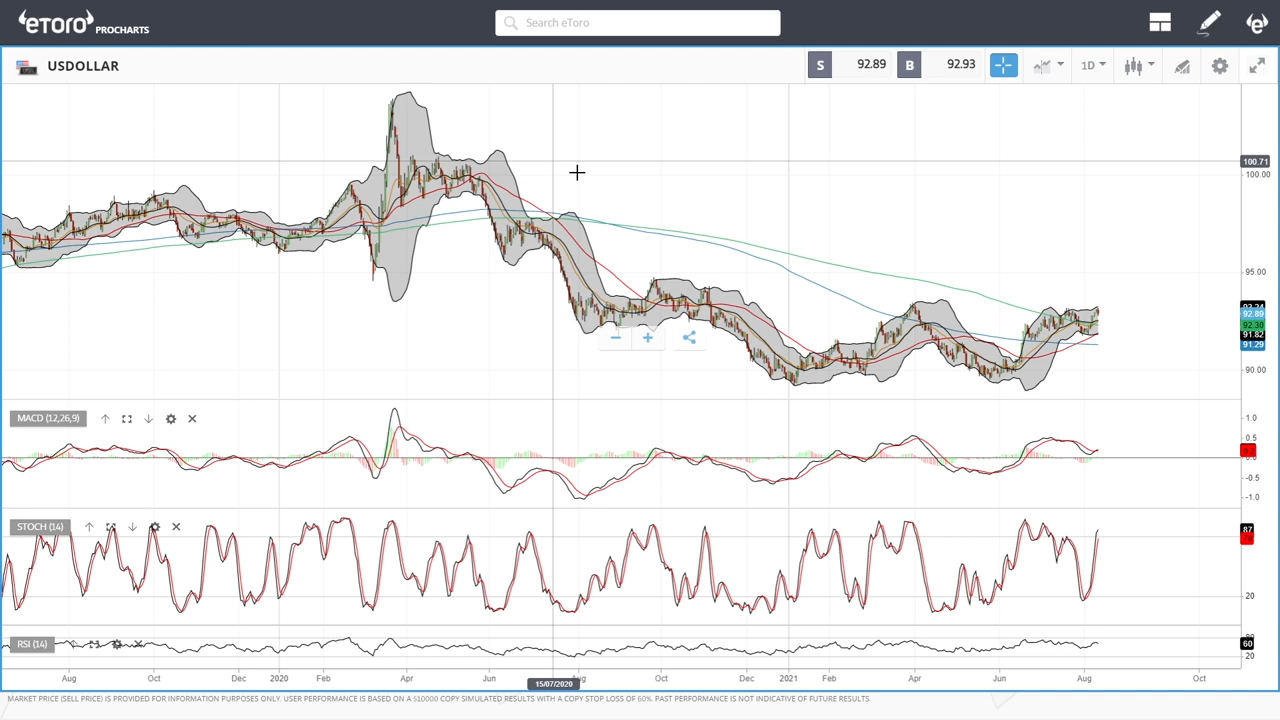 eToro PROCHARTS
Search eToro
USDOLLAR
S 92.89 B 92.93 1D
100.71
100.00
95.00
92.89
92.30
91.82
91.29
90.00
MACD (12,26,9)
1.0
0.5
-0.5
-1.0
STOCH (14)
87
20
RSI (14)
60
20
Aug Oct Dec 2020 Feb Apr Jun Aug Oct Dec 2021 Feb Apr Jun Aug Oct
15/07/2020
MARKET PRICE (SELL PRICE) IS PROVIDED FOR INFORMATION PURPOSES ONLY. USER PERFORMANCE IS BASED ON A $10000 COPY SIMULATED RESULTS WITH A COPY STOP LOSS OF 60%. PAST PERFORMANCE IS NOT INDICATIVE OF FUTURE RESULTS.